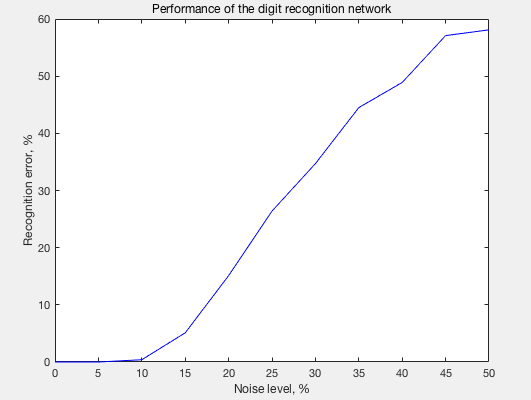 Performance of the digit recognition network
60
50
40
30
20
10
0
Recognition error, %
0 5 10 15 20 25 30 35 40 45 50
Noise level, %